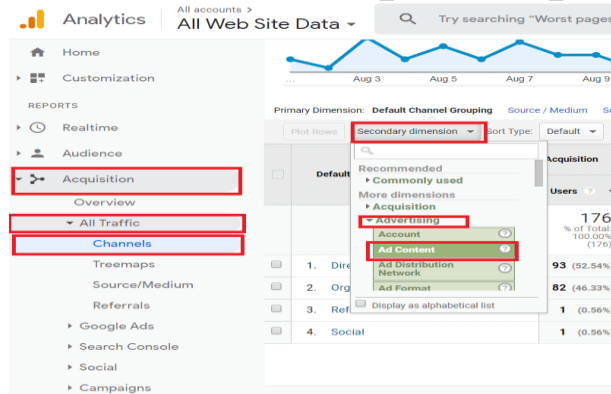 Analytics
All accounts >
All Web Site Data
Try searching "Worst pages
Home
Customization
REPORTS
Realtime
Audience
Acquisition
Overview
All Traffic
Channels
Treemaps
Source/Medium
Referrals
Google Ads
Search Console
Social
Campaigns
...
Aug 3
Aug 5
Aug 7
Aug 9
Primary Dimension:
Default Channel Grouping
Source / Medium
Plot Rows
Secondary dimension
Sort Type:
Default
Recommended
Commonly used
More dimensions
Acquisition
Advertising
Account
Ad Content
Ad Distribution
Network
Ad Format
Display as alphabetical list
Default
Acquisition
Users
176
% of Total:
100.00%
(176)
1.
Dire
93 (52.54%
2.
Org
82 (46.33%
3.
Ref
1 (0.56%
4.
Social
1 (0.56%